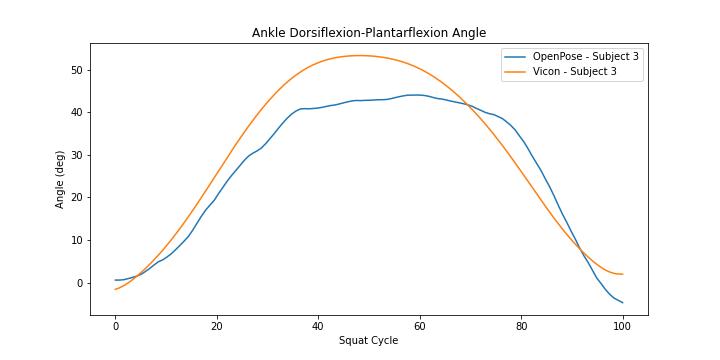 Ankle Dorsiflexion-Plantarflexion Angle
OpenPose - Subject 3
Vicon - Subject 3
Angle (deg)
50
40
30
20
10
0
0 20 40 60 80 100
Squat Cycle